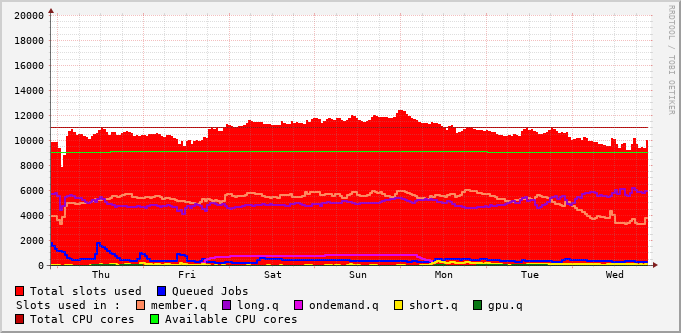 RRDTOOL / TOBI OETIKER
20000
18000
16000
14000
12000
10000
8000
6000
4000
2000
0
Thu Fri Sat Sun Mon Tue Wed
Total slots used Queued Jobs
Slots used in : member.q long.q ondemand.q short.q gpu.q
Total CPU cores Available CPU cores